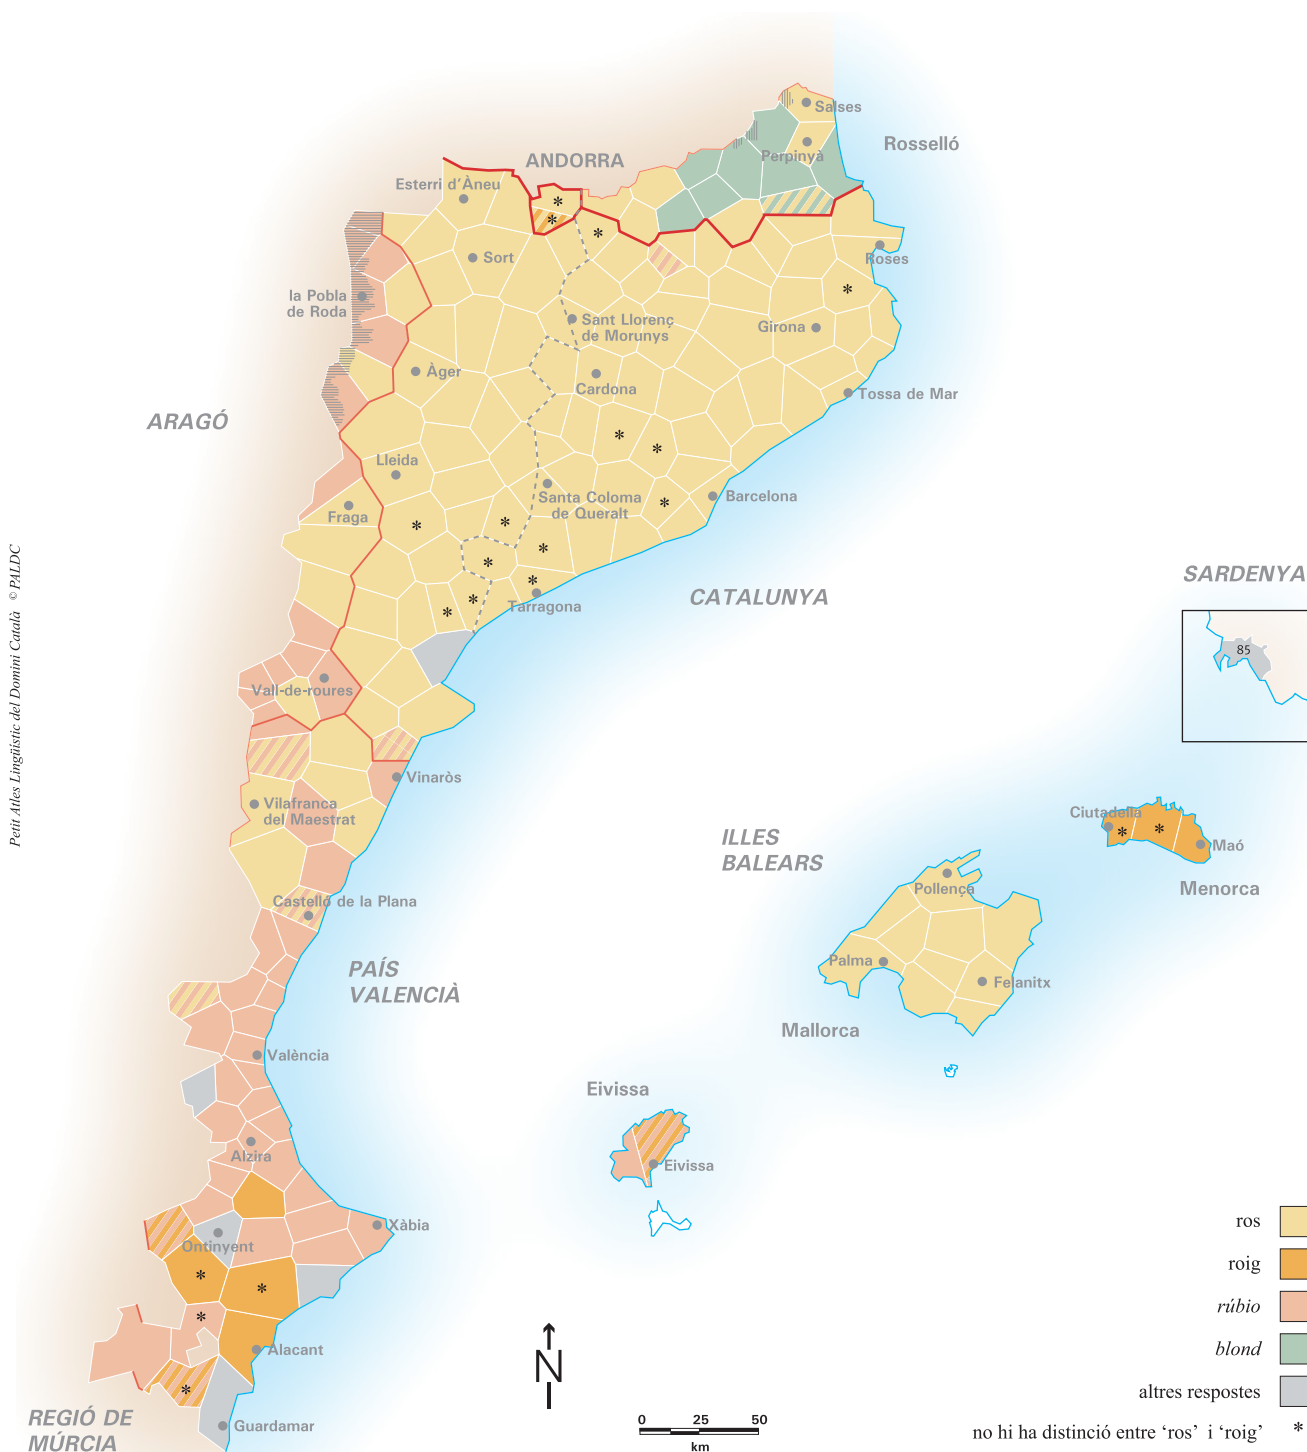 Salses
Rosselló
Perpinyà
ANDORRA
Esterri d'Àneu
Sort
Roses
la Pobla
de Roda
Sant Llorenç
de Morunys
Girona
Àger
Cardona
Tossa de Mar
ARAGÓ
Lleida
Santa Coloma
de Queralt
Barcelona
Fraga
Tarragona
CATALUNYA
SARDENYA
85
Petit Atles Lingüístic del Domini Català © PALDC
Vall-de-roures
Vinaròs
Vilafranca
del Maestrat
Ciutadella
Maó
Menorca
ILLES
BALEARS
Pollença
Castelló de la Plana
PAÍS
VALENCIÀ
Palma
Felanitx
Mallorca
València
Eivissa
Alzira
Eivissa
Xàbia
Ontinyent
Alacant
Guardamar
REGIÓ DE
MÚRCIA
N
0 25 50
km
ros
roig
rúbio
blond
altres respostes
no hi ha distinció entre 'ros' i 'roig' *